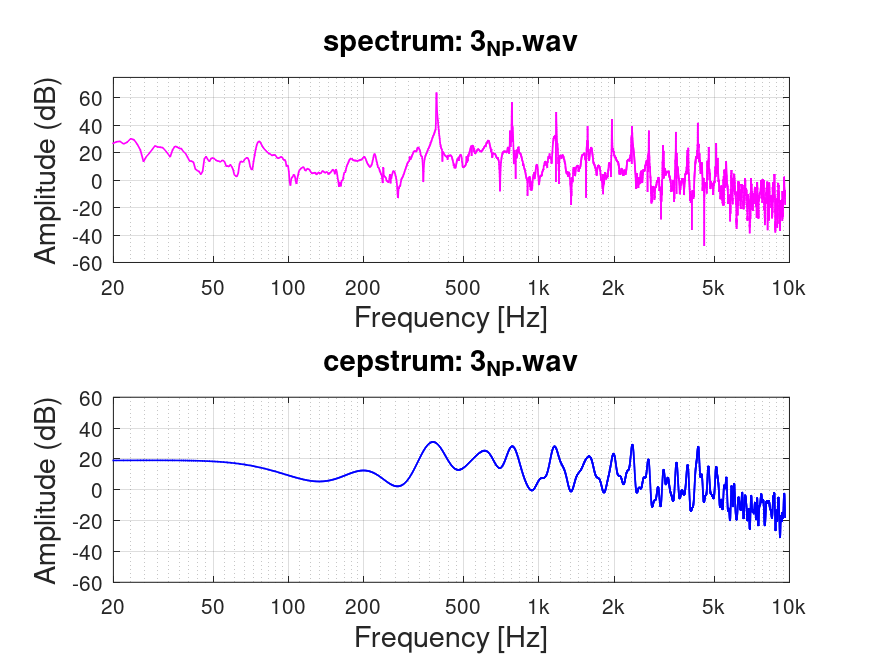 spectrum: 3NP.wav
Amplitude (dB)
60
40
20
0
-20
-40
-60
20 50 100 200 500 1k 2k 5k 10k
Frequency [Hz]
cepstrum: 3NP.wav
Amplitude (dB)
60
40
20
0
-20
-40
-60
20 50 100 200 500 1k 2k 5k 10k
Frequency [Hz]